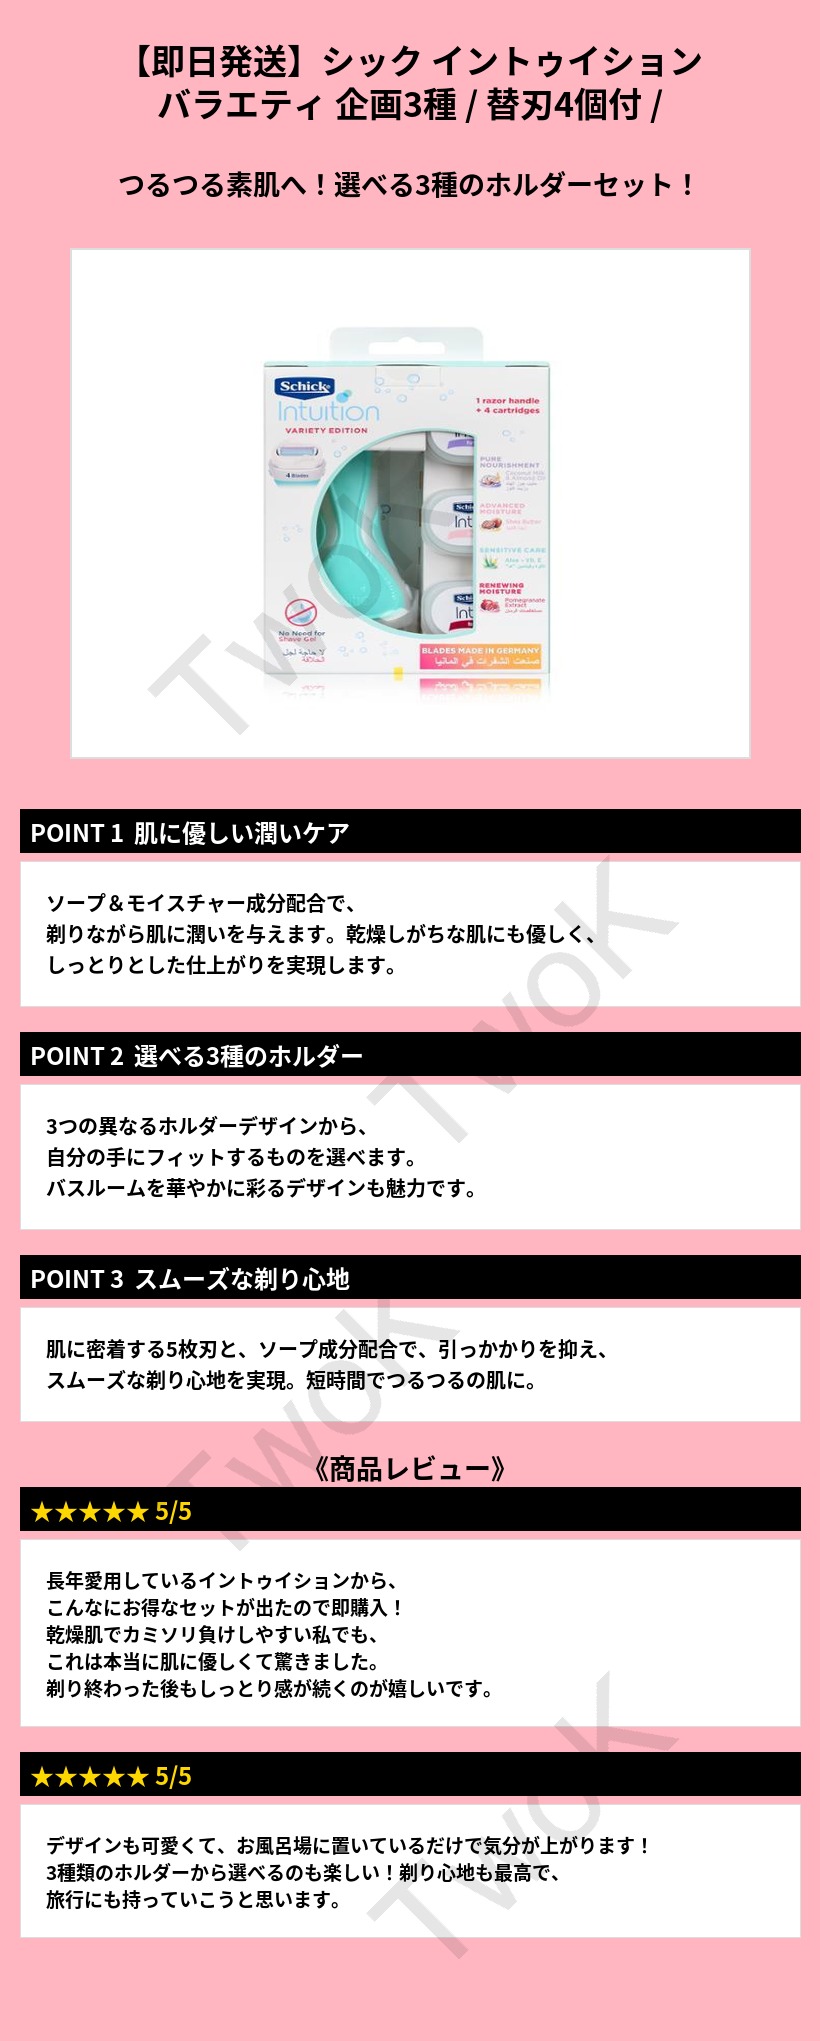 【即日発送】シック イントゥイション
バラエティ 企画3種 / 替刃4個付 /
つるつる素肌へ！選べる3種のホルダーセット！
Schick
Intuition
VARIETY EDITION
1 razor handle
+ 4 cartridges
4 Blades
PURE
NOURISHMENT
Coconut Milk
& Almond Oil
ADVANCED
MOISTURE
Shea Butter
SENSITIVE CARE
Aloe + Vit. E
RENEWING
MOISTURE
Pomegranate
Extract
Schi
Int
Schi
Int
No Need for
Shave Gel
لا حاجة لجل
الحلاقة
BLADES MADE IN GERMANY
صنعت الشفرات في المانيا
TwoK
POINT 1 肌に優しい潤いケア
ソープ＆モイスチャー成分配合で、
剃りながら肌に潤いを与えます。乾燥しがちな肌にも優しく、
しっとりとした仕上がりを実現します。
TwoK
POINT 2 選べる3種のホルダー
3つの異なるホルダーデザインから、
自分の手にフィットするものを選べます。
バスルームを華やかに彩るデザインも魅力です。
POINT 3 スムーズな剃り心地
肌に密着する5枚刃と、ソープ成分配合で、引っかかりを抑え、
スムーズな剃り心地を実現。短時間でつるつるの肌に。
TwoK
《商品レビュー》
★★★★★ 5/5
長年愛用しているイントゥイションから、
こんなにお得なセットが出たので即購入！
乾燥肌でカミソリ負けしやすい私でも、
これは本当に肌に優しくて驚きました。
剃り終わった後もしっとり感が続くのが嬉しいです。
★★★★★ 5/5
デザインも可愛くて、お風呂場に置いているだけで気分が上がります！
3種類のホルダーから選べるのも楽しい！剃り心地も最高で、
旅行にも持っていこうと思います。
TwoK